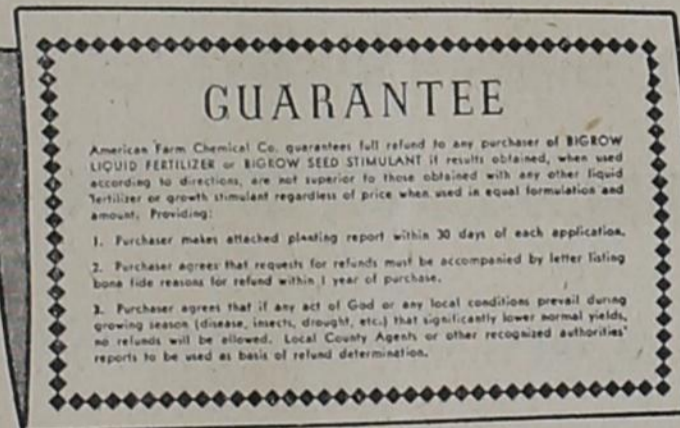 GUARANTEE
American Farm Chemical Co. guarantees full refund to any purchaser of BIGROW
LIQUID FERTILIZER or BIGROW SEED STIMULANT if results obtained, when used
according to directions, are not superior to those obtained with any other liquid
fertilizer or growth stimulant regardless of price when used in equal formulation and
amount. Providing:
1. Purchaser makes attached planting report within 30 days of each application.
2. Purchaser agrees that requests for refunds must be accompanied by letter listing
bona fide reasons for refund within 1 year of purchase.
3. Purchaser agrees that if any act of God or any local conditions prevail during
growing season (disease, insects, drought, etc.) that significantly lower normal yields,
no refunds will be allowed. Local County Agents or other recognized authorities'
reports to be used as basis of refund determination.